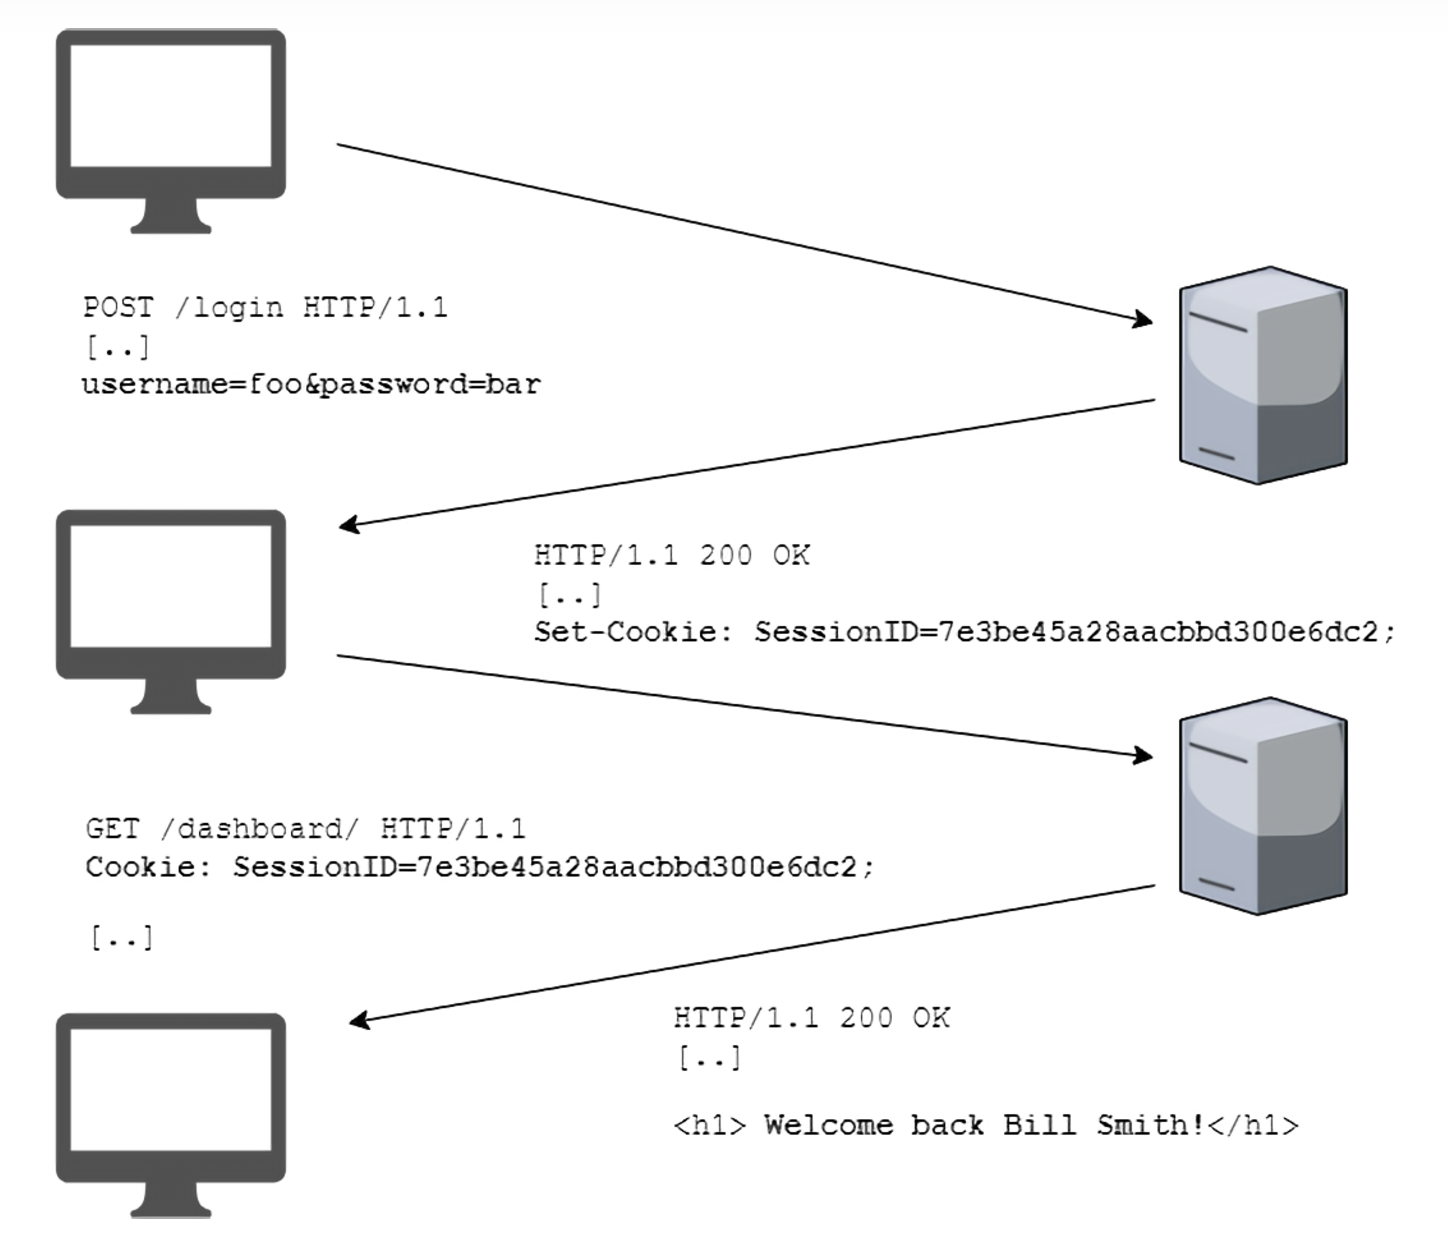 POST /login HTTP/1.1
[..]
username=foo&password=bar
HTTP/1.1 200 OK
[..]
Set-Cookie: SessionID=7e3be45a28aacbbd300e6dc2;
GET /dashboard/ HTTP/1.1
Cookie: SessionID=7e3be45a28aacbbd300e6dc2;
[..]
HTTP/1.1 200 OK
[..]
<h1> Welcome back Bill Smith!</h1>